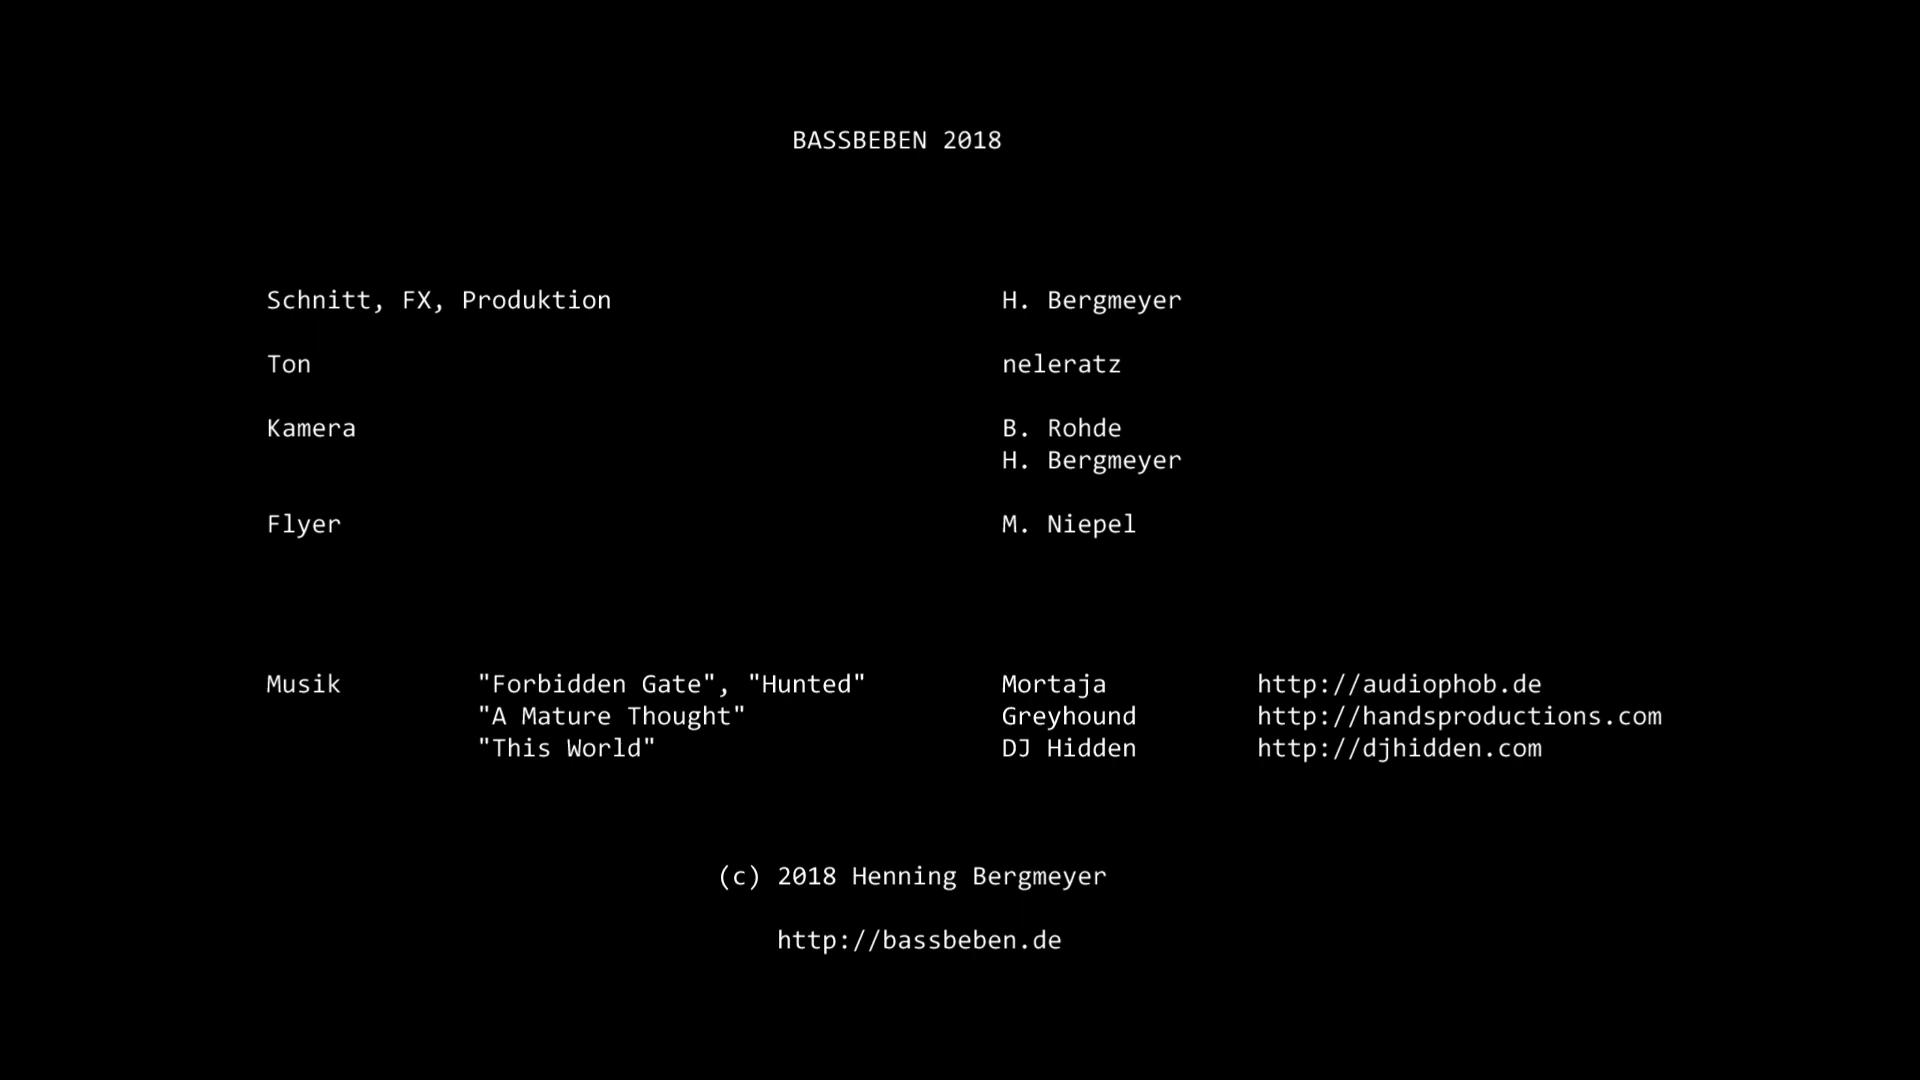 BASSBEBEN 2018
Schnitt, FX, Produktion H. Bergmeyer
Ton neleratz
Kamera B. Rohde
H. Bergmeyer
Flyer M. Niepel
Musik "Forbidden Gate", "Hunted" Mortaja http://audiophob.de
"A Mature Thought" Greyhound http://handsproductions.com
"This World" DJ Hidden http://djhidden.com
(c) 2018 Henning Bergmeyer
http://bassbeben.de